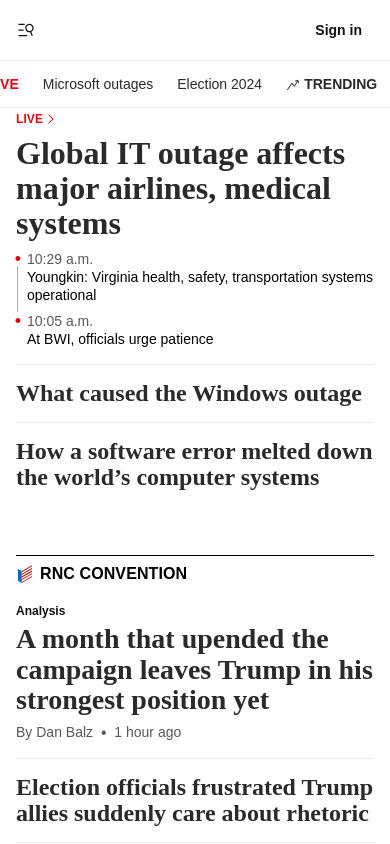 Sign in
VE
Microsoft outages
Election 2024
TRENDING
LIVE
Global IT outage affects
major airlines, medical
systems
10:29 a.m.
Youngkin: Virginia health, safety, transportation systems
operational
10:05 a.m.
At BWI, officials urge patience
What caused the Windows outage
How a software error melted down
the world’s computer systems
RNC CONVENTION
Analysis
A month that upended the
campaign leaves Trump in his
strongest position yet
By Dan Balz • 1 hour ago
Election officials frustrated Trump
allies suddenly care about rhetoric